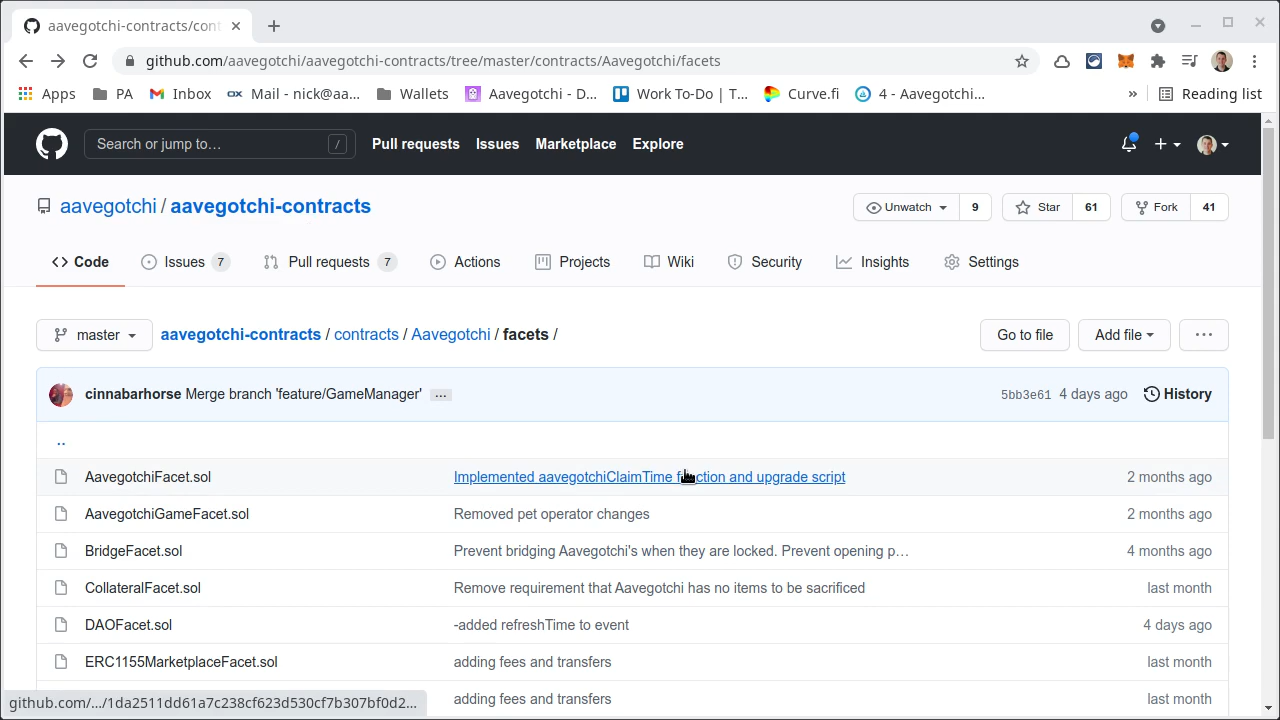 aavegotchi-contracts/cont
github.com/aavegotchi/aavegotchi-contracts/tree/master/contracts/Aavegotchi/facets
Apps PA Inbox Mail - nick@aa... Wallets Aavegotchi - D... Work To-Do | T... Curve.fi 4 - Aavegotchi... » Reading list
Search or jump to... / Pull requests Issues Marketplace Explore
aavegotchi / aavegotchi-contracts Unwatch 9 Star 61 Fork 41
Code Issues 7 Pull requests 7 Actions Projects Wiki Security Insights Settings
master aavegotchi-contracts / contracts / Aavegotchi / facets / Go to file Add file ...
cinnabarhorse Merge branch 'feature/GameManager' ... 5bb3e61 4 days ago History
..
AavegotchiFacet.sol Implemented aavegotchiClaimTime function and upgrade script 2 months ago
AavegotchiGameFacet.sol Removed pet operator changes 2 months ago
BridgeFacet.sol Prevent bridging Aavegotchi's when they are locked. Prevent opening p... 4 months ago
CollateralFacet.sol Remove requirement that Aavegotchi has no items to be sacrificed last month
DAOFacet.sol -added refreshTime to event 4 days ago
ERC1155MarketplaceFacet.sol adding fees and transfers last month
adding fees and transfers last month
github.com/.../1da2511dd61a7c238cf623d530cf7b307bf0d2...